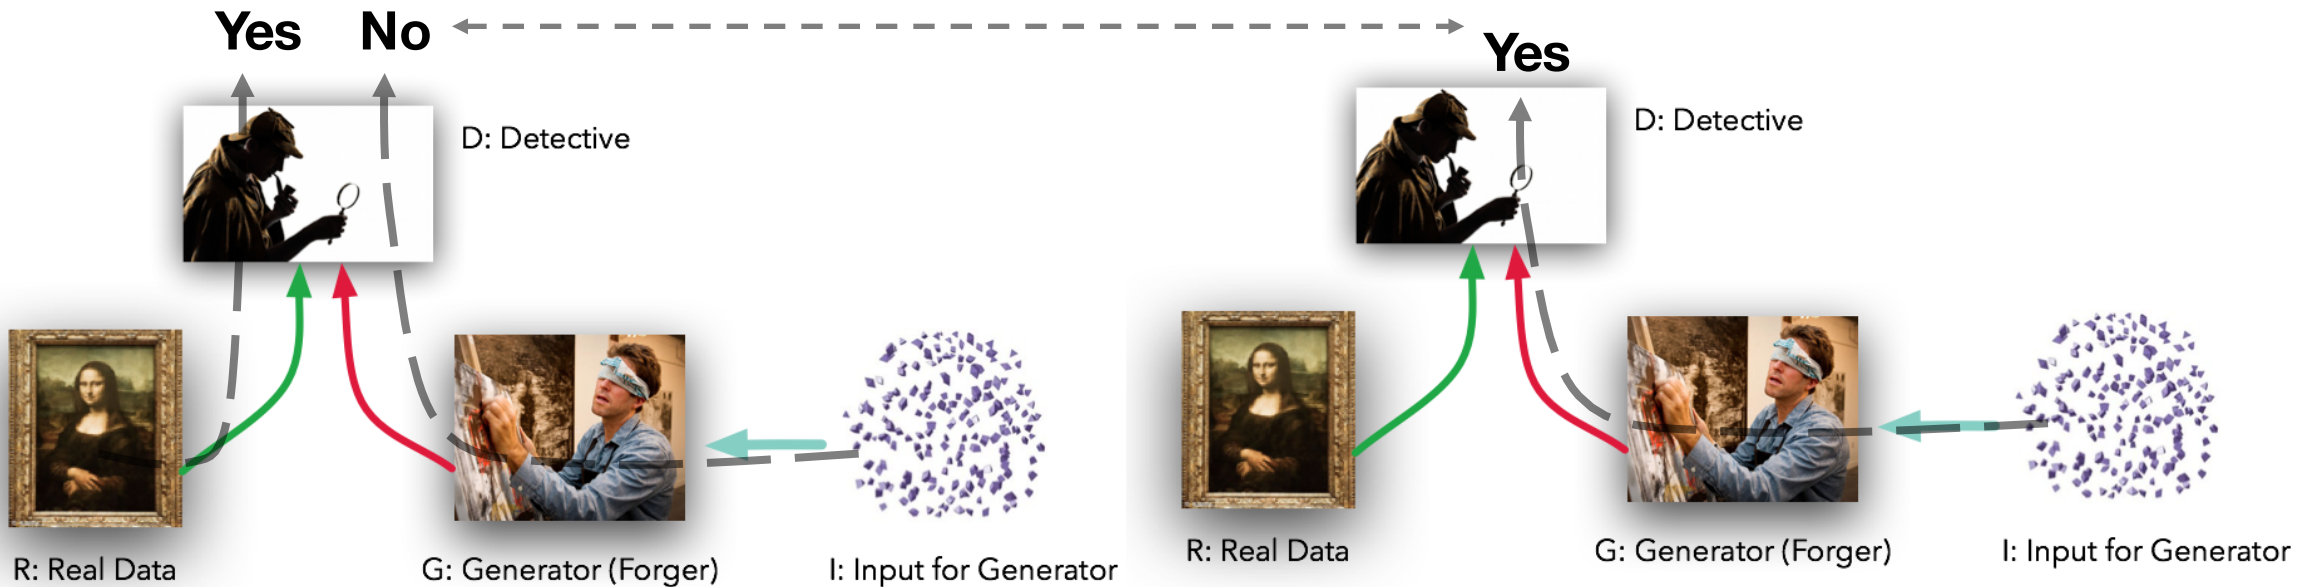 Yes No
D: Detective
R: Real Data
G: Generator (Forger)
I: Input for Generator
Yes
D: Detective
R: Real Data
G: Generator (Forger)
I: Input for Generator